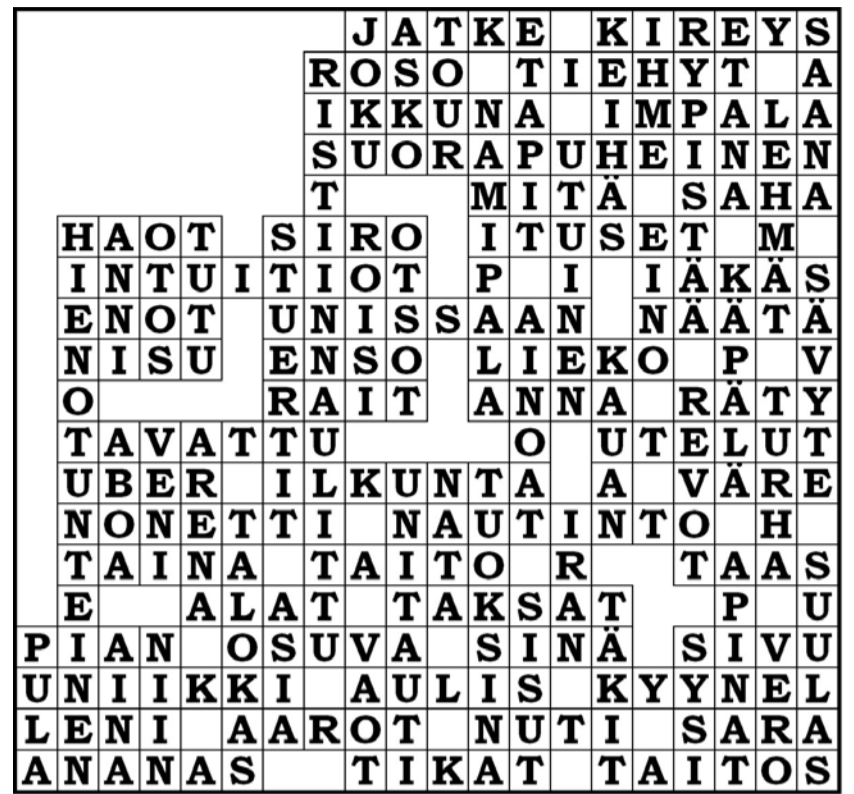 JATKE KIREYS
ROSO TIEHYT A
IKKUNA IMPALA
SUORAPUHEINEN
T MITÄ SAHA
HAOT SIRO ITUSET M
INTUITIOT P I IÄKÄS
ENOT UNISSAAN NÄÄTÄ
NISU ENSO LIEKO P V
O RAIT ANNA RÄTY
TAVATTU O UTELUT
UBER ILKUNTA A VÄRE
NONETTI NAUTINTO H
TAINA TAITO R TAAS
E ALAT TAKSAT P U
PIAN OSUVA SINÄ SIVU
UNIIKKI AULIS KYYNEL
LENI AAROT NUTI SARA
ANANAS TIKAT TAITOS